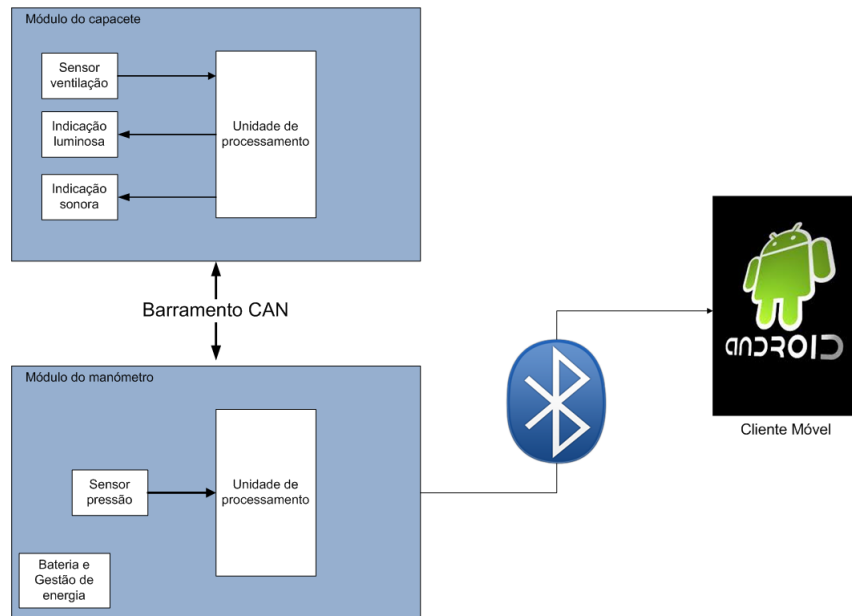 Módulo do capacete
Sensor
ventilação
Indicação
luminosa
Indicação
sonora
Unidade de
processamento
Barramento CAN
Módulo do manómetro
Sensor
pressão
Unidade de
processamento
Bateria e
Gestão de
energia
ANDROID
Cliente Móvel